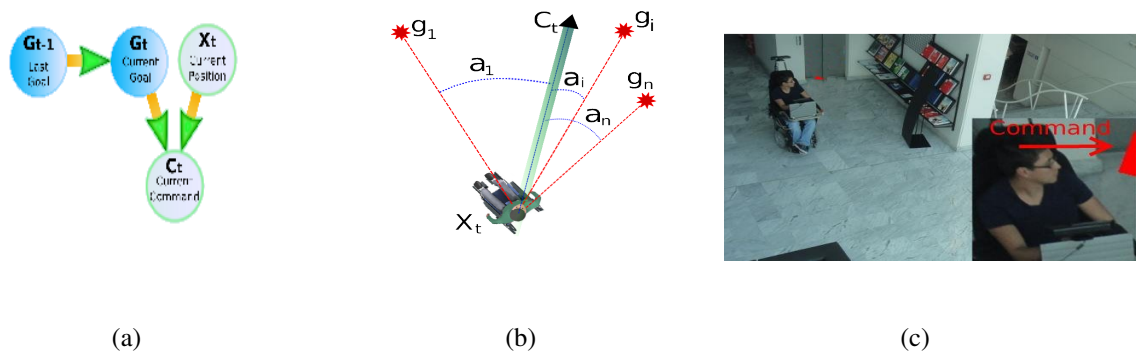 Gt-1
Last
Goal
Gt
Current
Goal
Xt
Current
Position
Ct
Current
Command
g1
Ct
gi
gn
a1
ai
an
Xt
Command
(a)
(b)
(c)